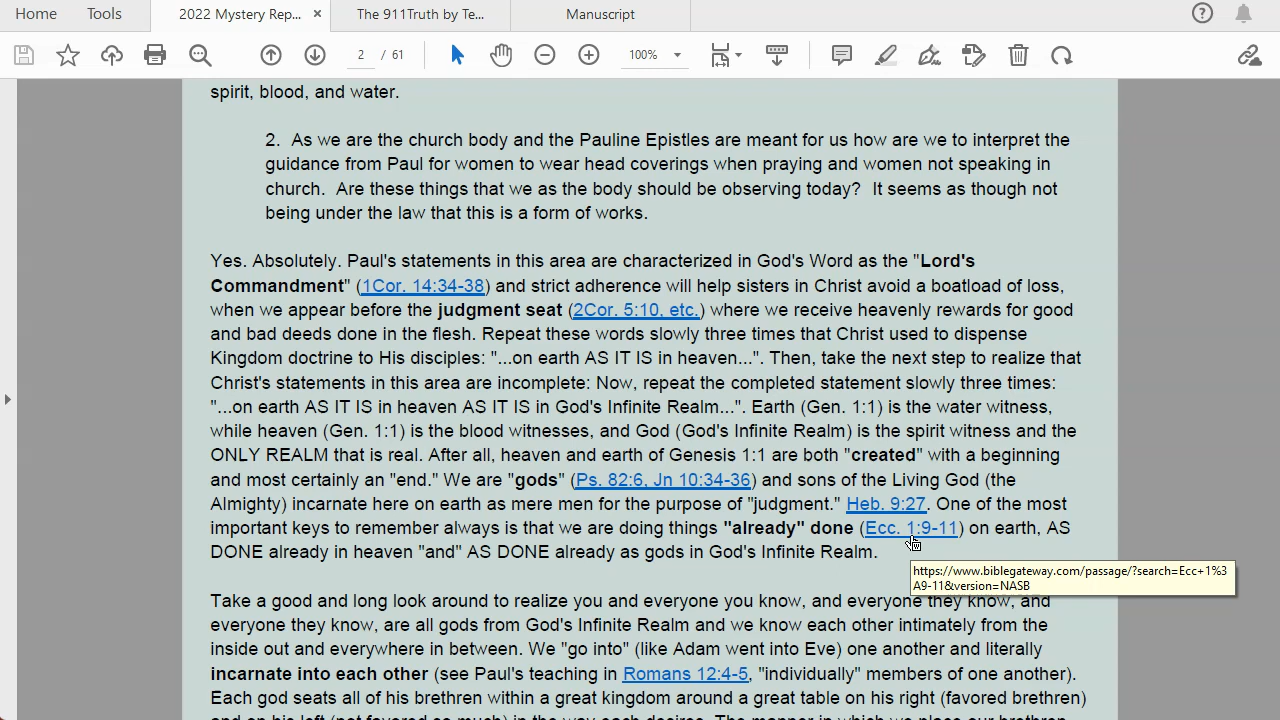 Home Tools 2022 Mystery Rep... × The 911Truth by Te... Manuscript
2 / 61 100%
spirit, blood, and water.
2. As we are the church body and the Pauline Epistles are meant for us how are we to interpret the
guidance from Paul for women to wear head coverings when praying and women not speaking in
church. Are these things that we as the body should be observing today? It seems as though not
being under the law that this is a form of works.
Yes. Absolutely. Paul's statements in this area are characterized in God's Word as the "Lord's
Commandment" (1Cor. 14:34-38) and strict adherence will help sisters in Christ avoid a boatload of loss,
when we appear before the judgment seat (2Cor. 5:10, etc.) where we receive heavenly rewards for good
and bad deeds done in the flesh. Repeat these words slowly three times that Christ used to dispense
Kingdom doctrine to His disciples: "...on earth AS IT IS in heaven...". Then, take the next step to realize that
Christ's statements in this area are incomplete: Now, repeat the completed statement slowly three times:
"...on earth AS IT IS in heaven AS IT IS in God's Infinite Realm...". Earth (Gen. 1:1) is the water witness,
while heaven (Gen. 1:1) is the blood witnesses, and God (God's Infinite Realm) is the spirit witness and the
ONLY REALM that is real. After all, heaven and earth of Genesis 1:1 are both "created" with a beginning
and most certainly an "end." We are "gods" (Ps. 82:6, Jn 10:34-36) and sons of the Living God (the
Almighty) incarnate here on earth as mere men for the purpose of "judgment." Heb. 9:27. One of the most
important keys to remember always is that we are doing things "already" done (Ecc. 1:9-11) on earth, AS
DONE already in heaven "and" AS DONE already as gods in God's Infinite Realm.
https://www.biblegateway.com/passage/?search=Ecc+1%3
A9-11&version=NASB
Take a good and long look around to realize you and everyone you know, and everyone they know, and
everyone they know, are all gods from God's Infinite Realm and we know each other intimately from the
inside out and everywhere in between. We "go into" (like Adam went into Eve) one another and literally
incarnate into each other (see Paul's teaching in Romans 12:4-5, "individually" members of one another).
Each god seats all of his brethren within a great kingdom around a great table on his right (favored brethren)
and on his left (not favored so much) in the way each desires. The manner in which we place our brethren